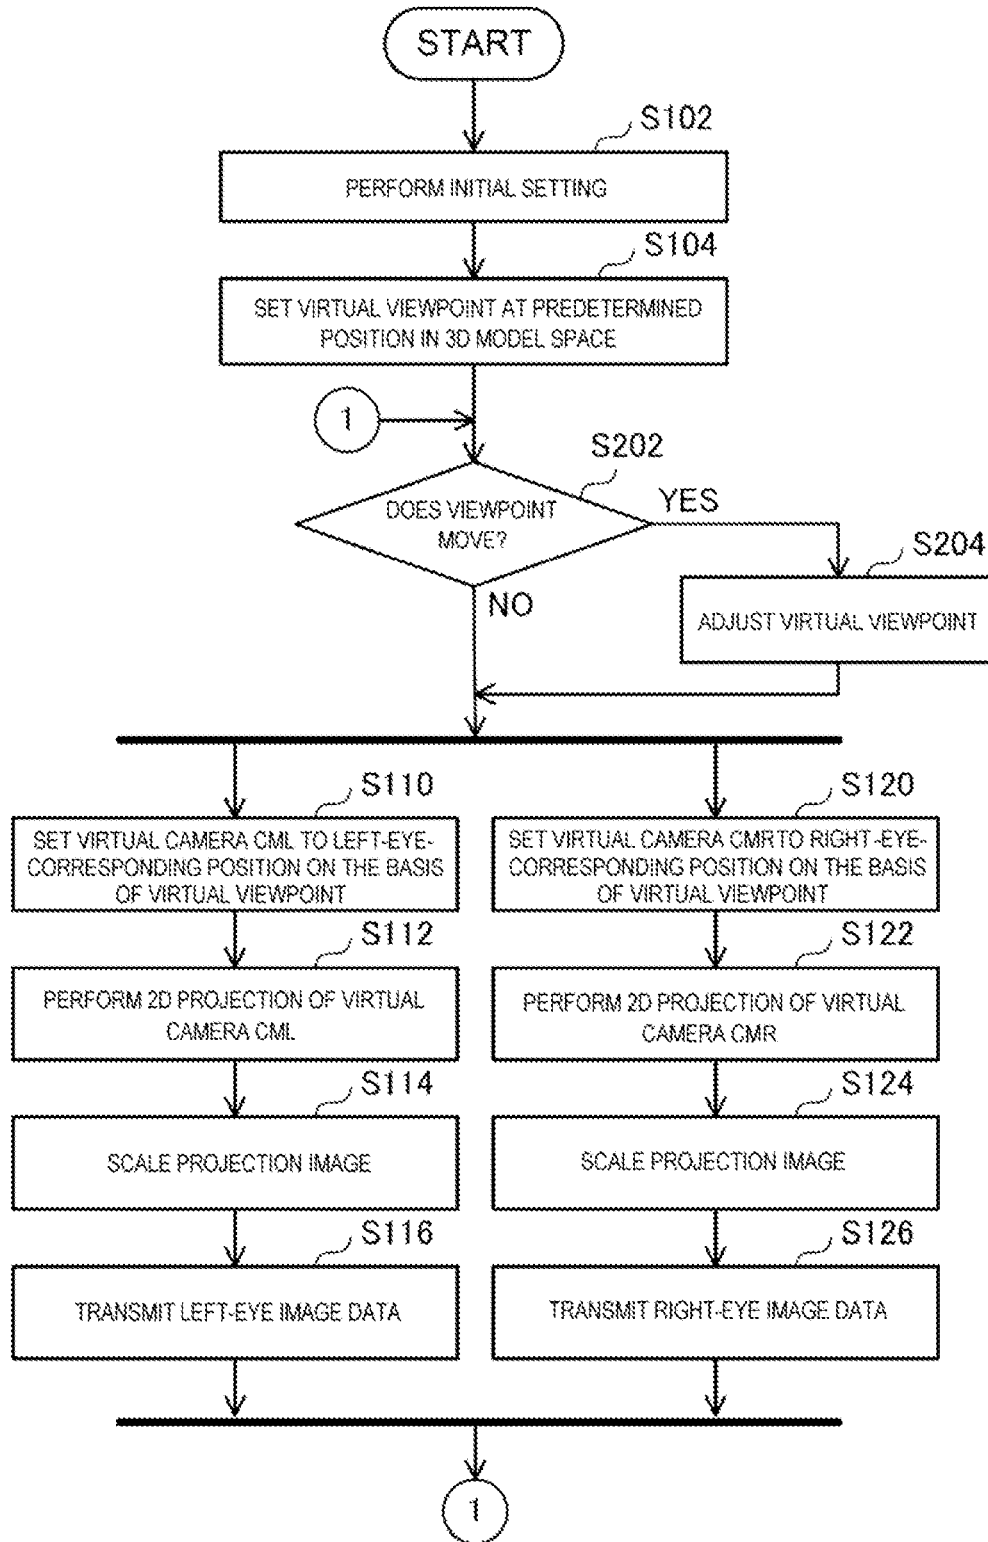 START
S102
PERFORM INITIAL SETTING
S104
SET VIRTUAL VIEWPOINT AT PREDETERMINED
POSITION IN 3D MODEL SPACE
1
S202
DOES VIEWPOINT
MOVE?
YES
S204
ADJUST VIRTUAL VIEWPOINT
NO
S110
SET VIRTUAL CAMERA CML TO LEFT-EYE-
CORRESPONDING POSITION ON THE BASIS
OF VIRTUAL VIEWPOINT
S112
PERFORM 2D PROJECTION OF VIRTUAL
CAMERA CML
S114
SCALE PROJECTION IMAGE
S116
TRANSMIT LEFT-EYE IMAGE DATA
S120
SET VIRTUAL CAMERA CMR TO RIGHT-EYE-
CORRESPONDING POSITION ON THE BASIS
OF VIRTUAL VIEWPOINT
S122
PERFORM 2D PROJECTION OF VIRTUAL
CAMERA CMR
S124
SCALE PROJECTION IMAGE
S126
TRANSMIT RIGHT-EYE IMAGE DATA
1